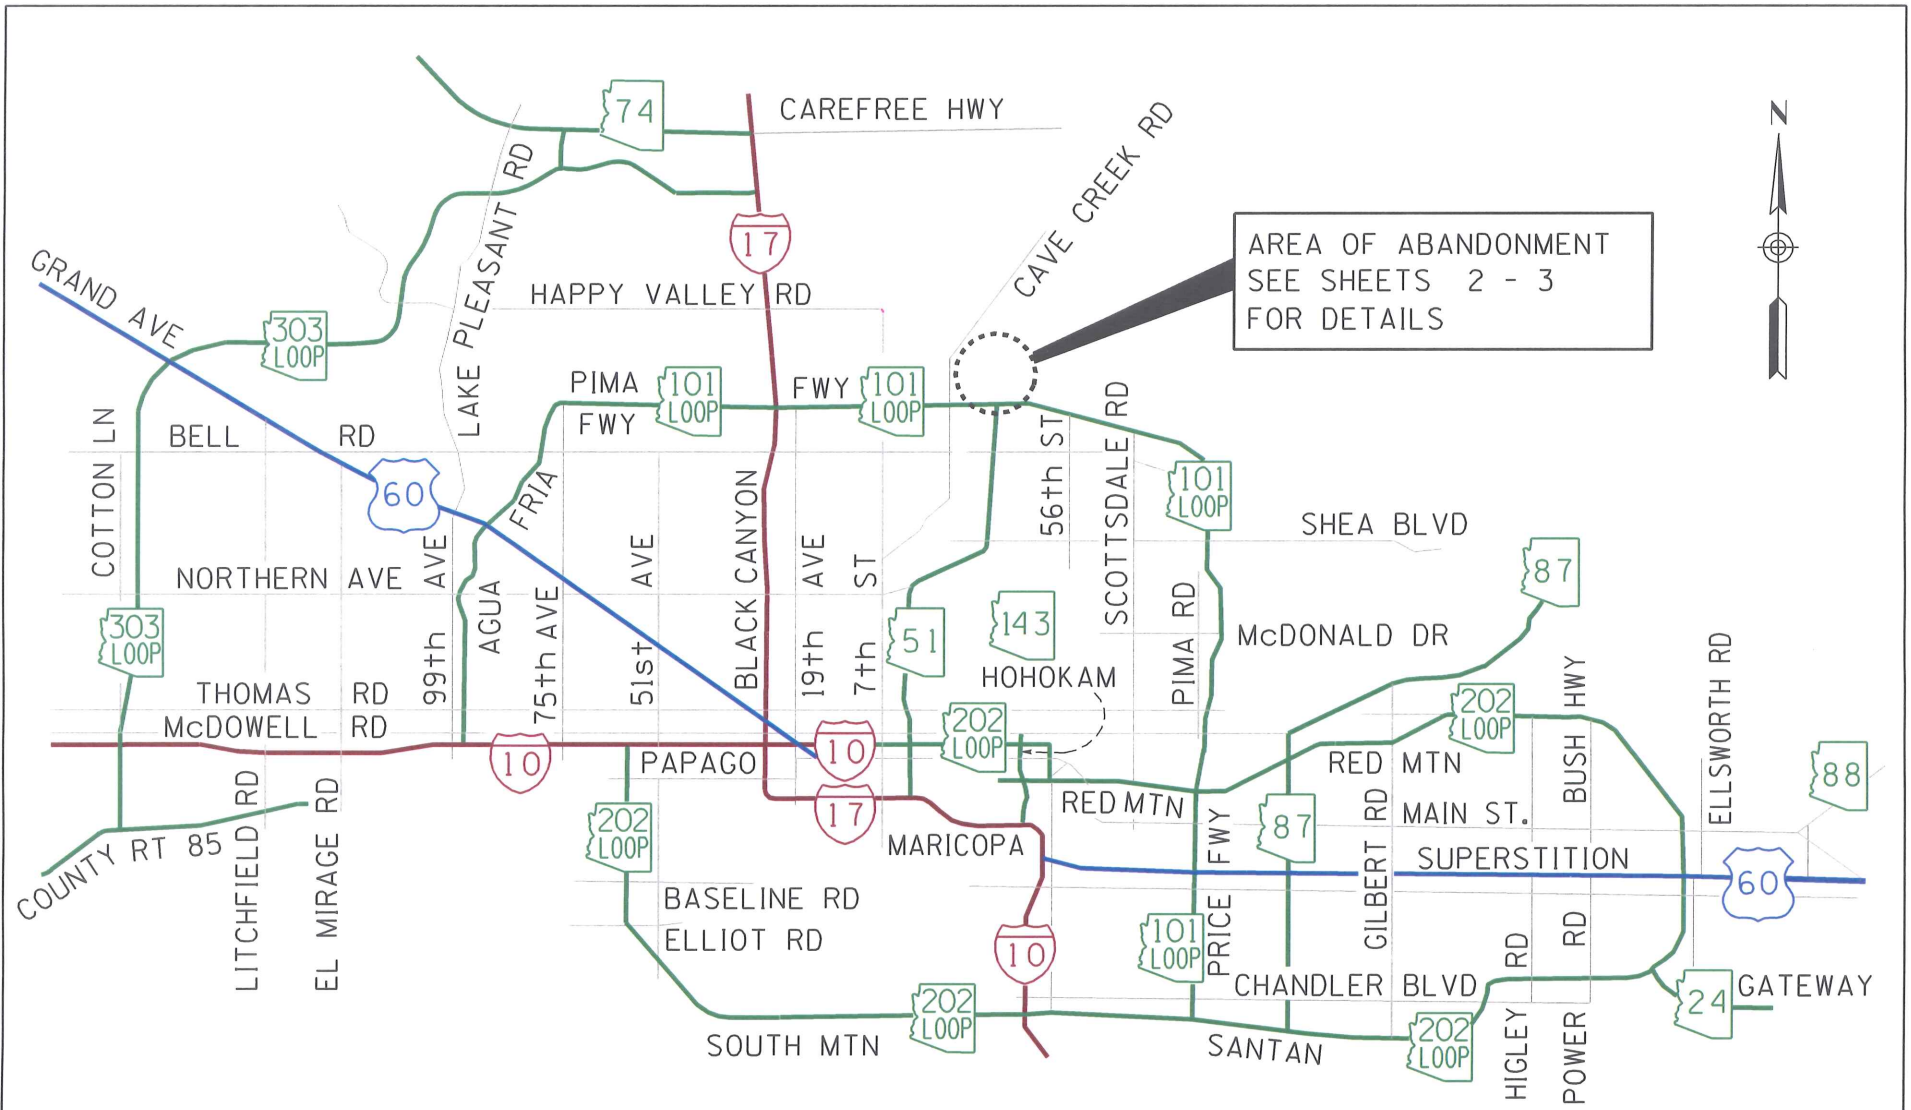 74
CAREFREE HWY
N
CAVE CREEK RD
LAKE PLEASANT RD
17
AREA OF ABANDONMENT
SEE SHEETS 2 - 3
FOR DETAILS
GRAND AVE
HAPPY VALLEY RD
303
LOOP
PIMA
FWY
101
LOOP
FWY
101
LOOP
COTTON LN
BELL RD
60
FRIA
AGUA
BLACK CANYON
56th ST
SCOTTSDALE RD
101
LOOP
SHEA BLVD
87
NORTHERN AVE
99th AVE
75th AVE
51st AVE
19th AVE
7th ST
303
LOOP
51
143
HOHOKAM
PIMA RD
McDONALD DR
THOMAS RD
McDOWELL RD
10
PAPAGO
10
202
LOOP
202
LOOP
RED MTN
BUSH HWY
ELLSWORTH RD
88
LITCHFIELD RD
EL MIRAGE RD
17
RED MTN
87
GILBERT RD
MAIN ST.
COUNTY RT 85
202
LOOP
MARICOPA
PRICE FWY
SUPERSTITION
60
BASELINE RD
ELLIOT RD
10
101
LOOP
CHANDLER BLVD
HIGLEY RD
POWER RD
24
GATEWAY
202
LOOP
SOUTH MTN
SANTAN
202
LOOP